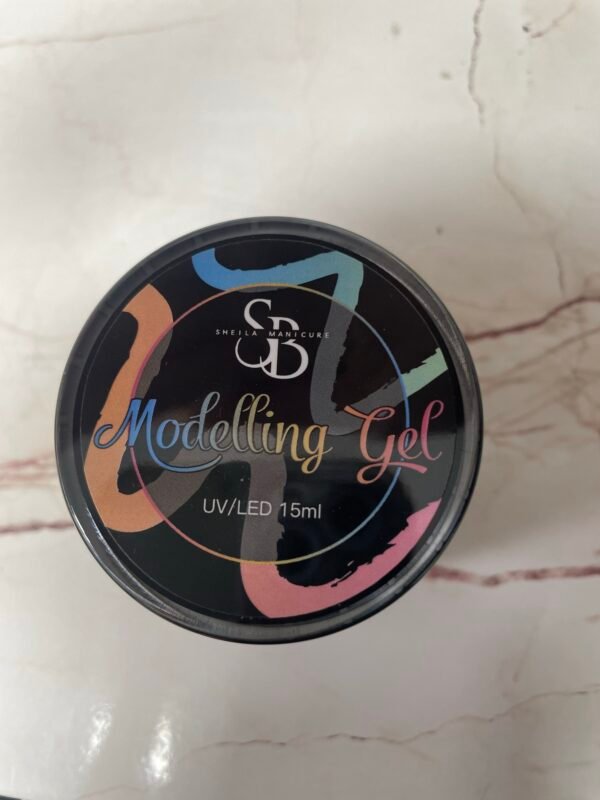 SB
SHEILA MANICURE
Modelling Gel
UV/LED 15ml